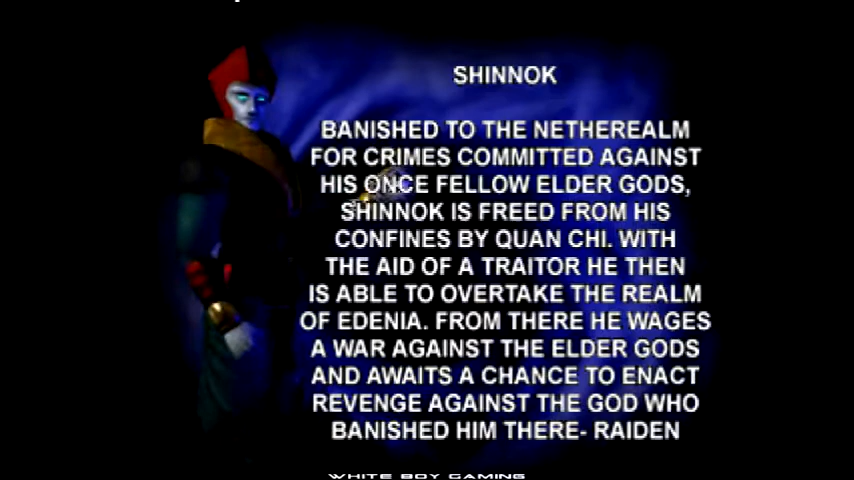 SHINNOK
BANISHED TO THE NETHEREALM
FOR CRIMES COMMITTED AGAINST
HIS ONCE FELLOW ELDER GODS,
SHINNOK IS FREED FROM HIS
CONFINES BY QUAN CHI. WITH
THE AID OF A TRAITOR HE THEN
IS ABLE TO OVERTAKE THE REALM
OF EDENIA. FROM THERE HE WAGES
A WAR AGAINST THE ELDER GODS
AND AWAITS A CHANCE TO ENACT
REVENGE AGAINST THE GOD WHO
BANISHED HIM THERE- RAIDEN
WHITE BOY GAMING